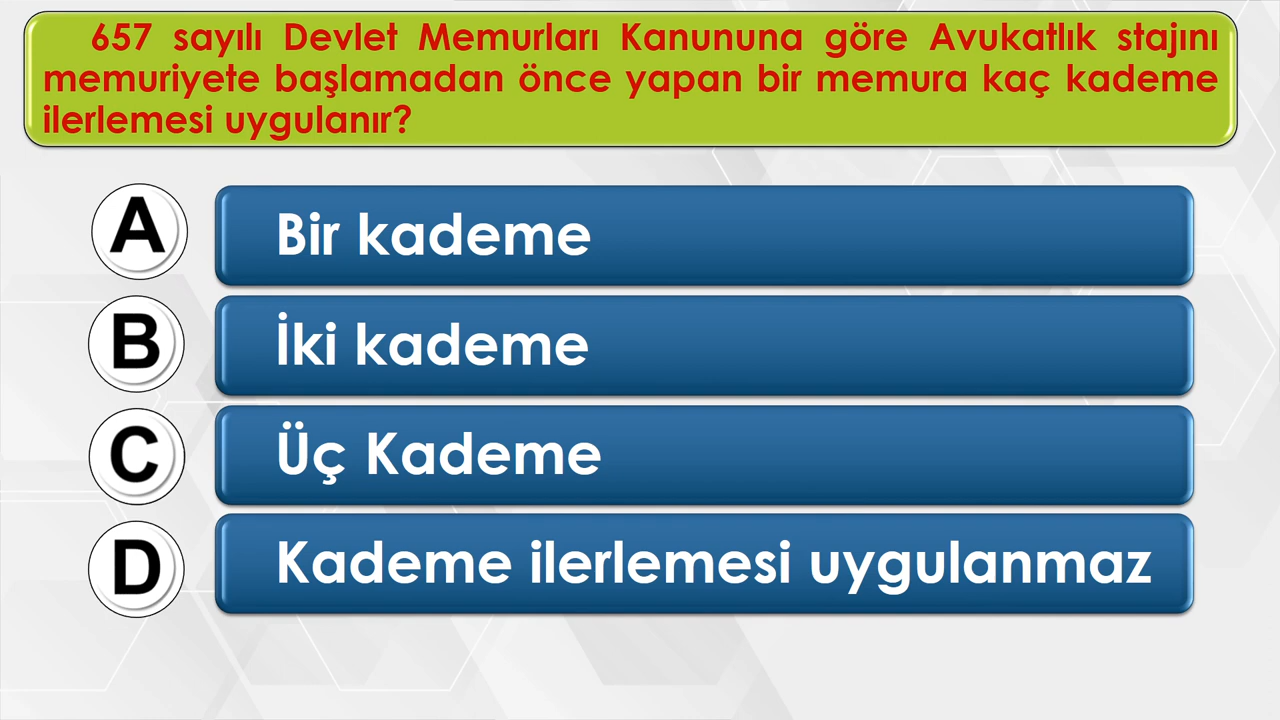 657 sayılı Devlet Memurları Kanununa göre Avukatlık stajını
memuriyete başlamadan önce yapan bir memura kaç kademe
ilerlemesi uygulanır?
A Bir kademe
B İki kademe
C Üç Kademe
D Kademe ilerlemesi uygulanmaz